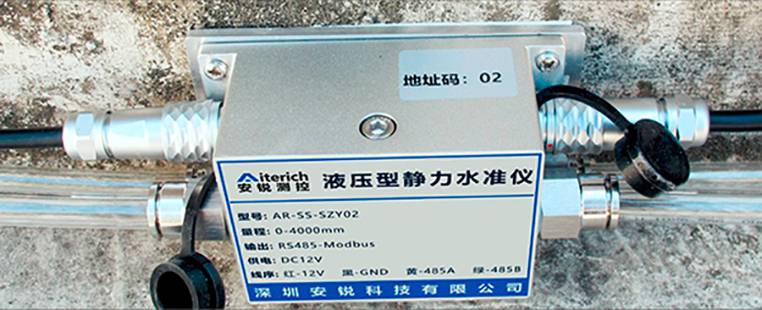 地址码：02
Aiterich
安锐测控
液压型静力水准仪
型号: AR-SS-SZY02
量程: 0-4000mm
输出: RS485-Modbus
供电: DC12V
线序: 红-12V 黑-GND 黄-485A 绿-485B
深圳安锐科技有限公司